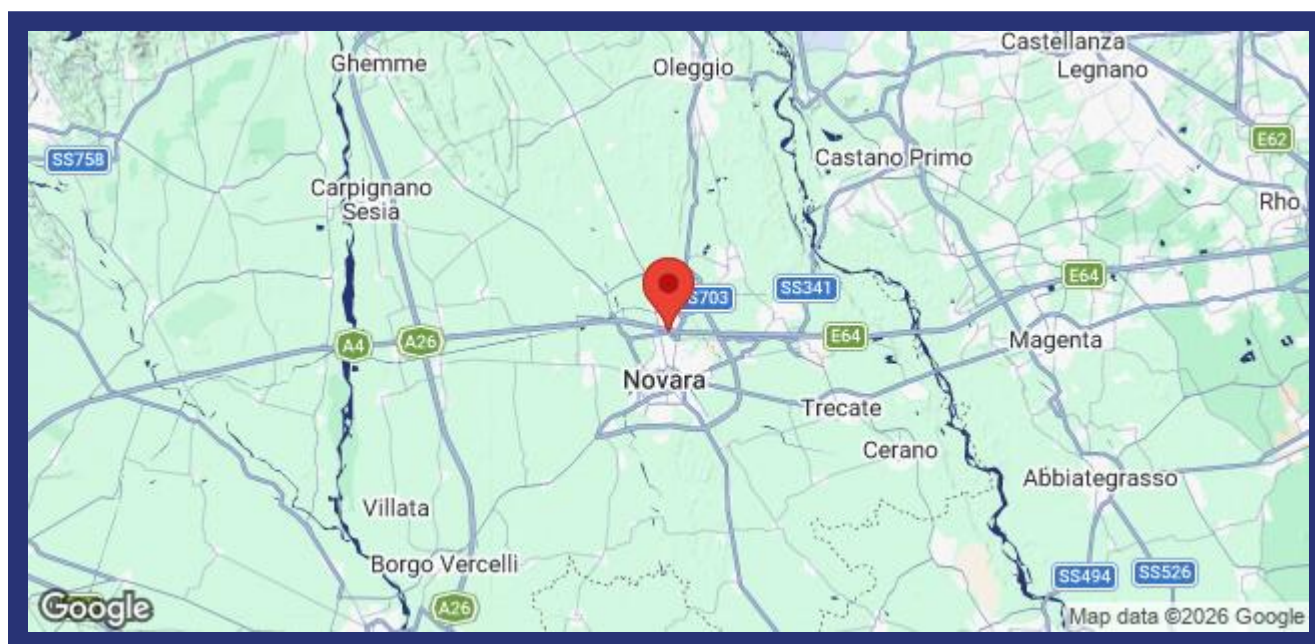 Castellanza
Ghemme
Oleggio
Legnano
SS758
E62
Castano Primo
Carpignano
Sesia
Rho
E64
SS341
SS703
A4
A26
E64
Magenta
Novara
Trecate
Cerano
Abbiategrasso
Villata
Borgo Vercelli
SS494
SS526
A26
Google
Map data ©2026 Google